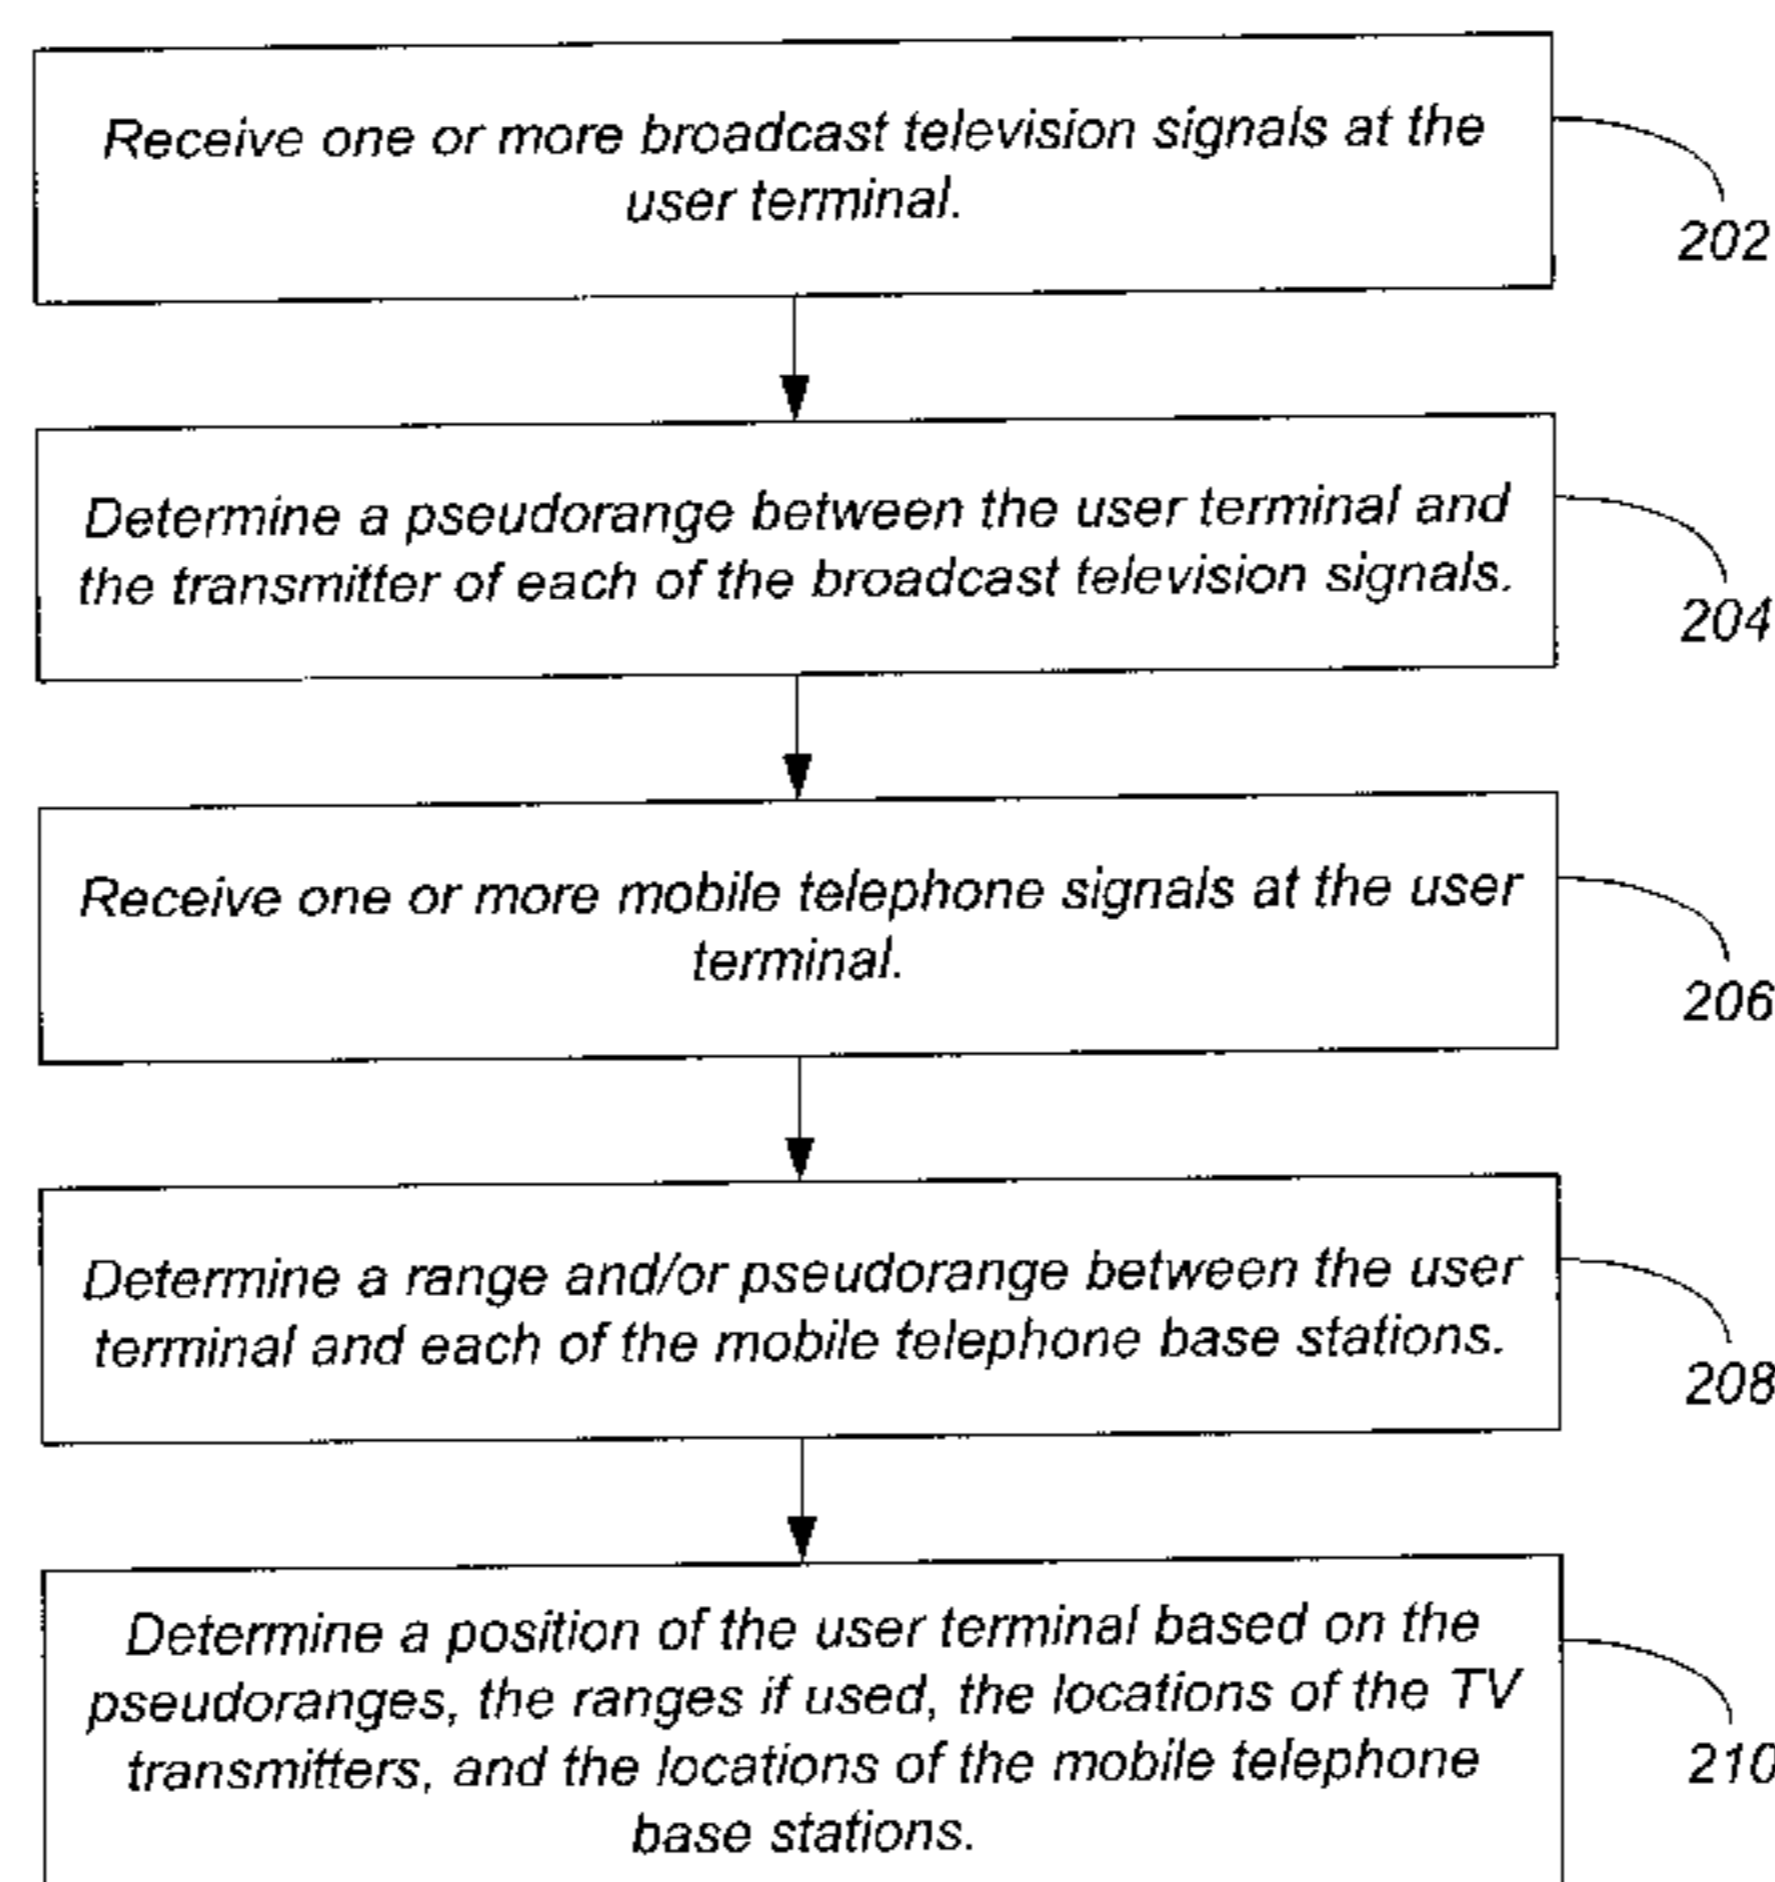 Receive one or more broadcast television signals at the
user terminal.
202
Determine a pseudorange between the user terminal and
the transmitter of each of the broadcast television signals.
204
Receive one or more mobile telephone signals at the user
terminal.
206
Determine a range and/or pseudorange between the user
terminal and each of the mobile telephone base stations.
208
Determine a position of the user terminal based on the
pseudoranges, the ranges if used, the locations of the TV
transmitters, and the locations of the mobile telephone
base stations.
210